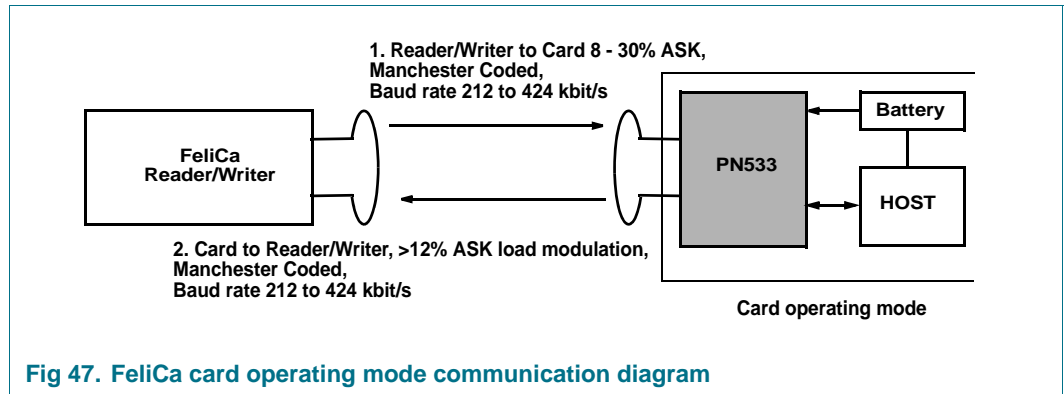 1. Reader/Writer to Card 8 - 30% ASK,
Manchester Coded,
Baud rate 212 to 424 kbit/s
FeliCa
Reader/Writer
PN533
Battery
HOST
2. Card to Reader/Writer, >12% ASK load modulation,
Manchester Coded,
Baud rate 212 to 424 kbit/s
Card operating mode
Fig 47. FeliCa card operating mode communication diagram